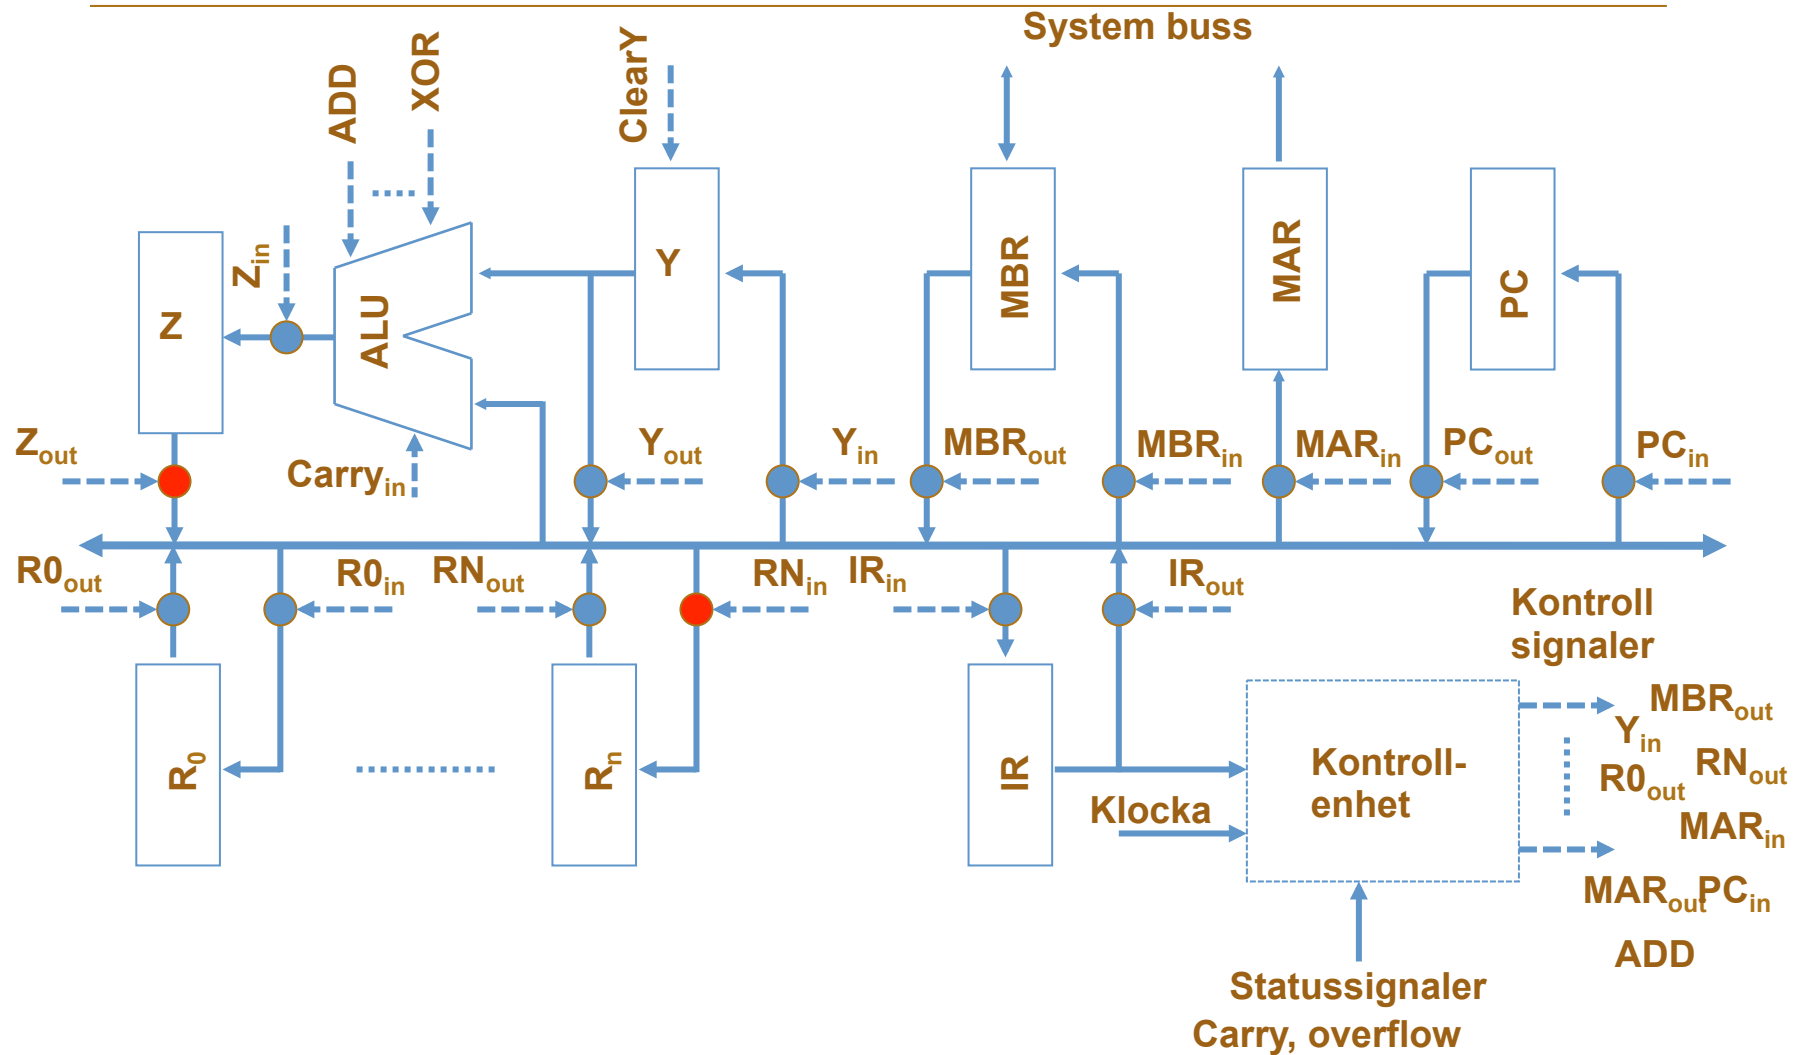 System buss
ADD
XOR
ClearY
Z
Zin
ALU
Y
MBR
MAR
PC
Zout
Carryin
Yout
Yin
MBRout
MBRin
MARin
PCout
PCin
R0out
R0in
RNout
RNin
IRin
IRout
R0
Rn
IR
Klocka
Kontroll-
enhet
Kontroll
signaler
MBRout
Yin
R0out
RNout
MARin
MARout
PCin
ADD
Statussignaler
Carry, overflow